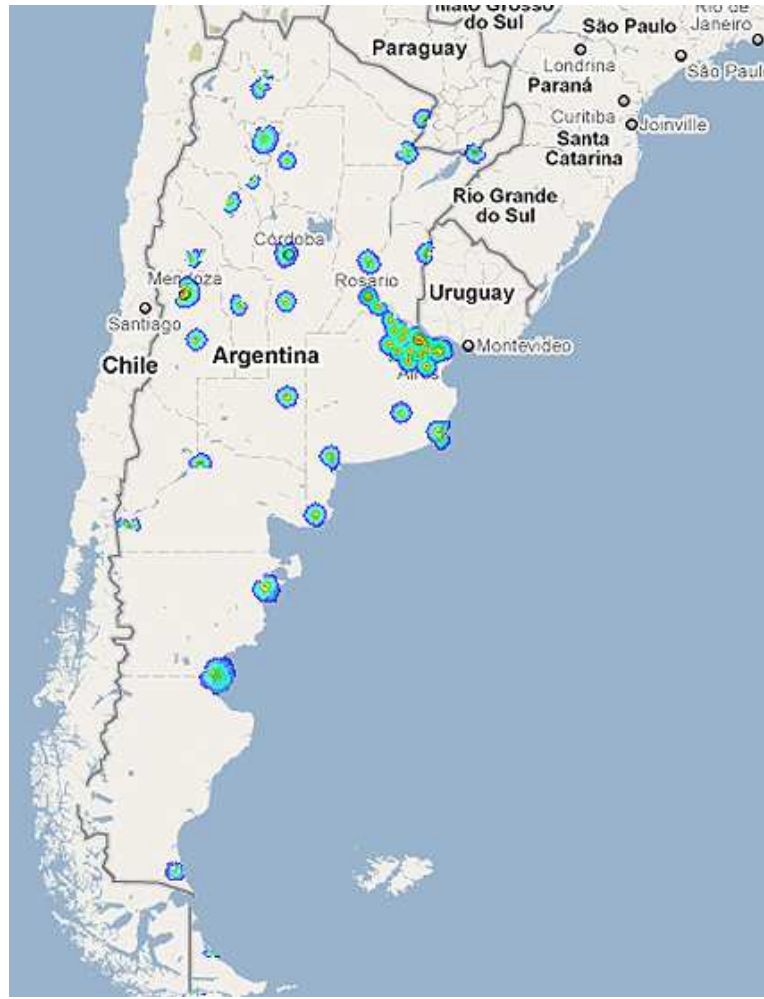 Mato Grosso
do Sul
Rio de
Janeiro
São Paulo
Paraguay
Londrina
São Paul
Paraná
Curitiba
Joinville
Santa
Catarina
Rio Grande
do Sul
Córdoba
Mendoza
Rosario
Uruguay
Santiago
Montevideo
Chile
Argentina
Aires